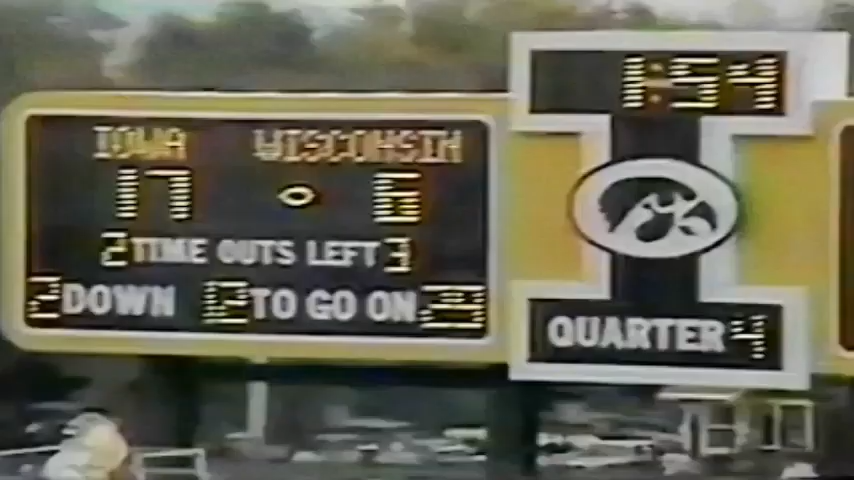 1:54
IOWA WISCONSIN
17 6
2 TIME OUTS LEFT 3
2 DOWN 12 TO GO ON 29
QUARTER 4